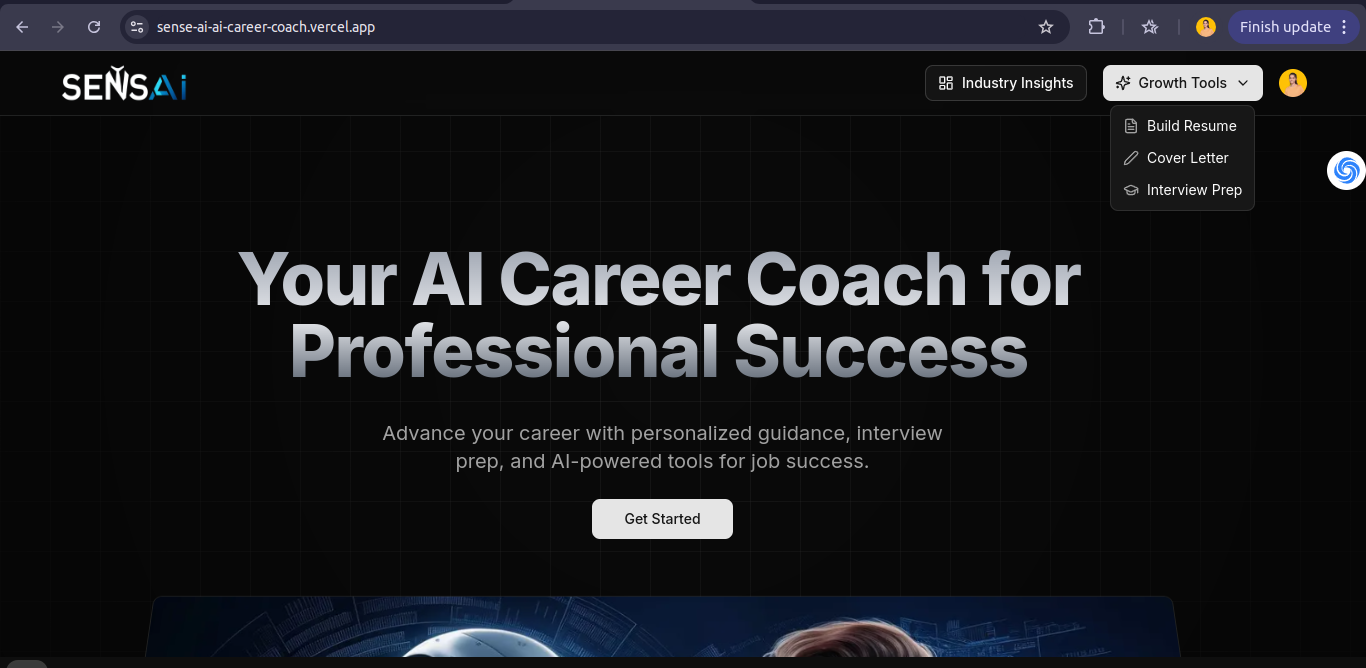 sense-ai-ai-career-coach.vercel.app
Finish update
SENSAi
Industry Insights
Growth Tools
Build Resume
Cover Letter
Interview Prep
Your AI Career Coach for
Professional Success
Advance your career with personalized guidance, interview
prep, and AI-powered tools for job success.
Get Started